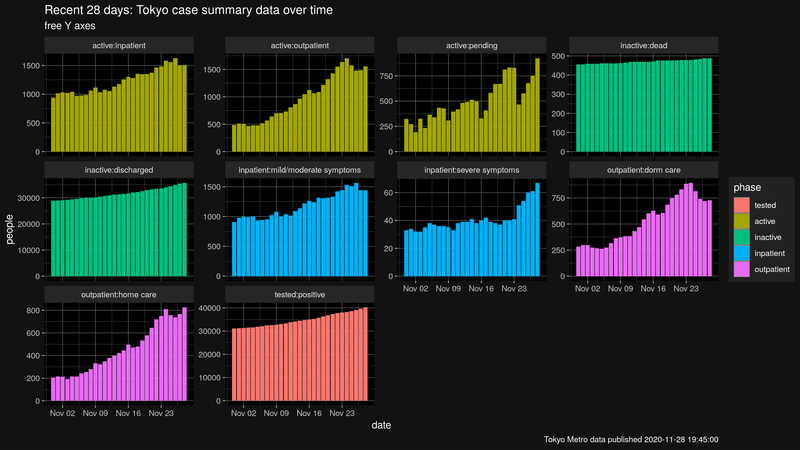 Recent 28 days: Tokyo case summary data over time
free Y axes
active:inpatient
active:outpatient
active:pending
inactive:dead
1500
1000
500
0
1500
1000
500
0
750
500
250
0
500
400
300
200
100
0
inactive:discharged
inpatient:mild/moderate symptoms
inpatient:severe symptoms
outpatient:dorm care
30000
20000
10000
0
1500
1000
500
0
60
40
20
0
750
500
250
0
Nov 02 Nov 09 Nov 16 Nov 23
Nov 02 Nov 09 Nov 16 Nov 23
outpatient:home care
tested:positive
800
600
400
200
0
40000
30000
20000
10000
0
Nov 02 Nov 09 Nov 16 Nov 23
Nov 02 Nov 09 Nov 16 Nov 23
people
date
phase
tested
active
inactive
inpatient
outpatient
Tokyo Metro data published 2020-11-28 19:45:00